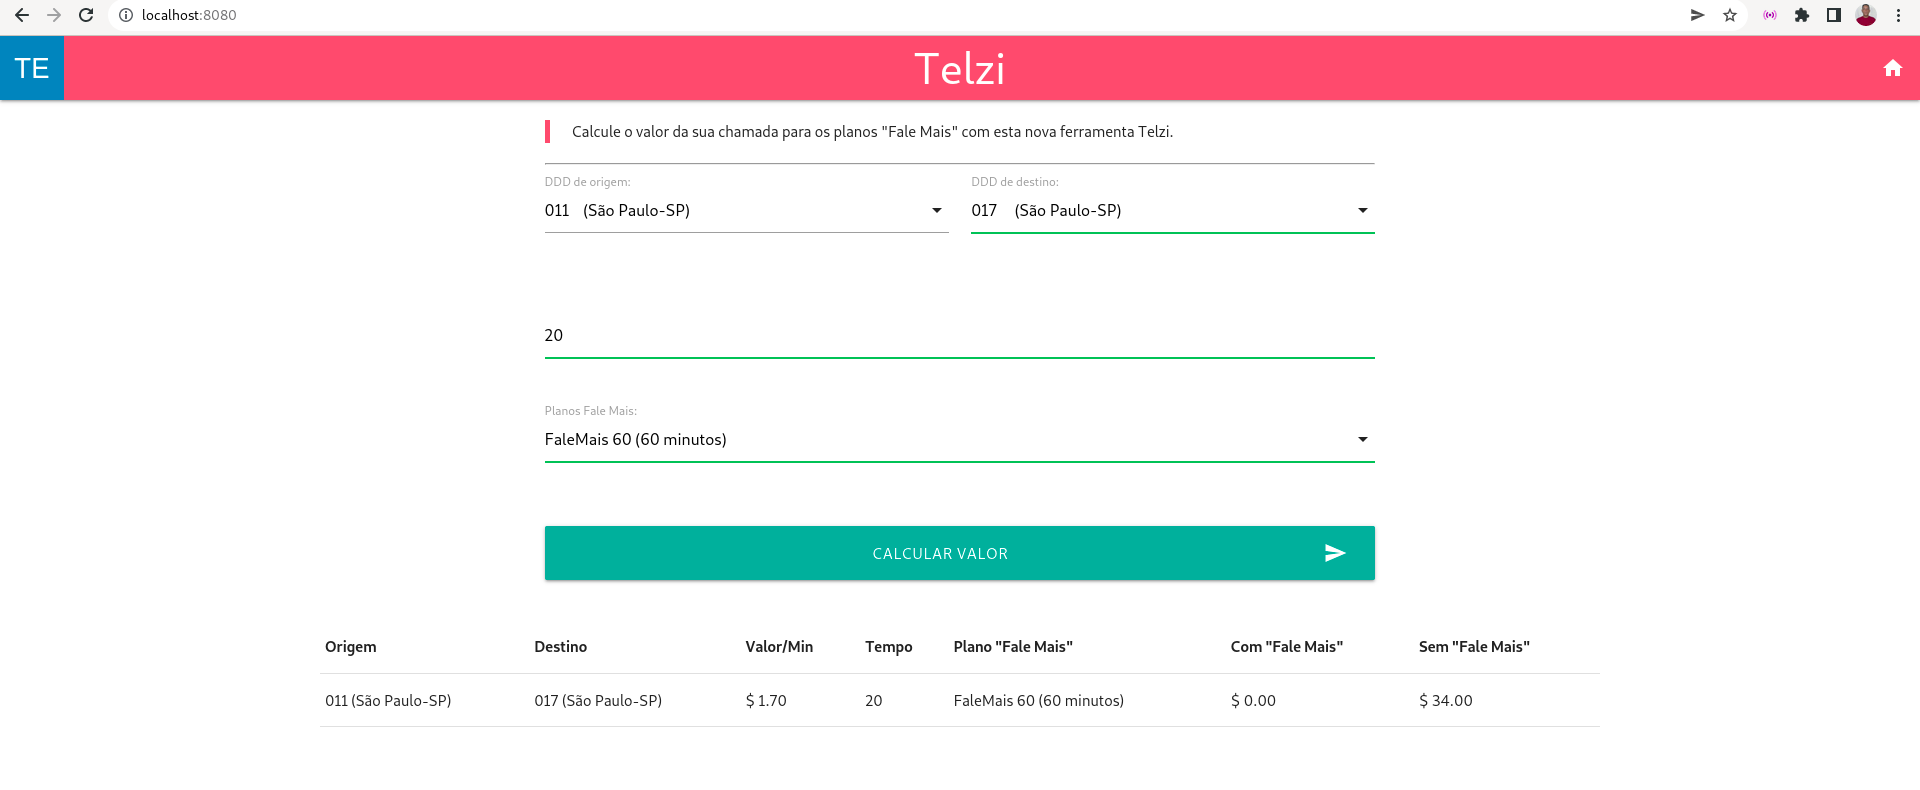 localhost:8080
TE
Telzi
Calcule o valor da sua chamada para os planos "Fale Mais" com esta nova ferramenta Telzi.
DDD de origem: DDD de destino:
011 (São Paulo-SP) 017 (São Paulo-SP)
20
Planos Fale Mais:
FaleMais 60 (60 minutos)
CALCULAR VALOR
Origem Destino Valor/Min Tempo Plano "Fale Mais" Com "Fale Mais" Sem "Fale Mais"
011 (São Paulo-SP) 017 (São Paulo-SP) $ 1.70 20 FaleMais 60 (60 minutos) $ 0.00 $ 34.00